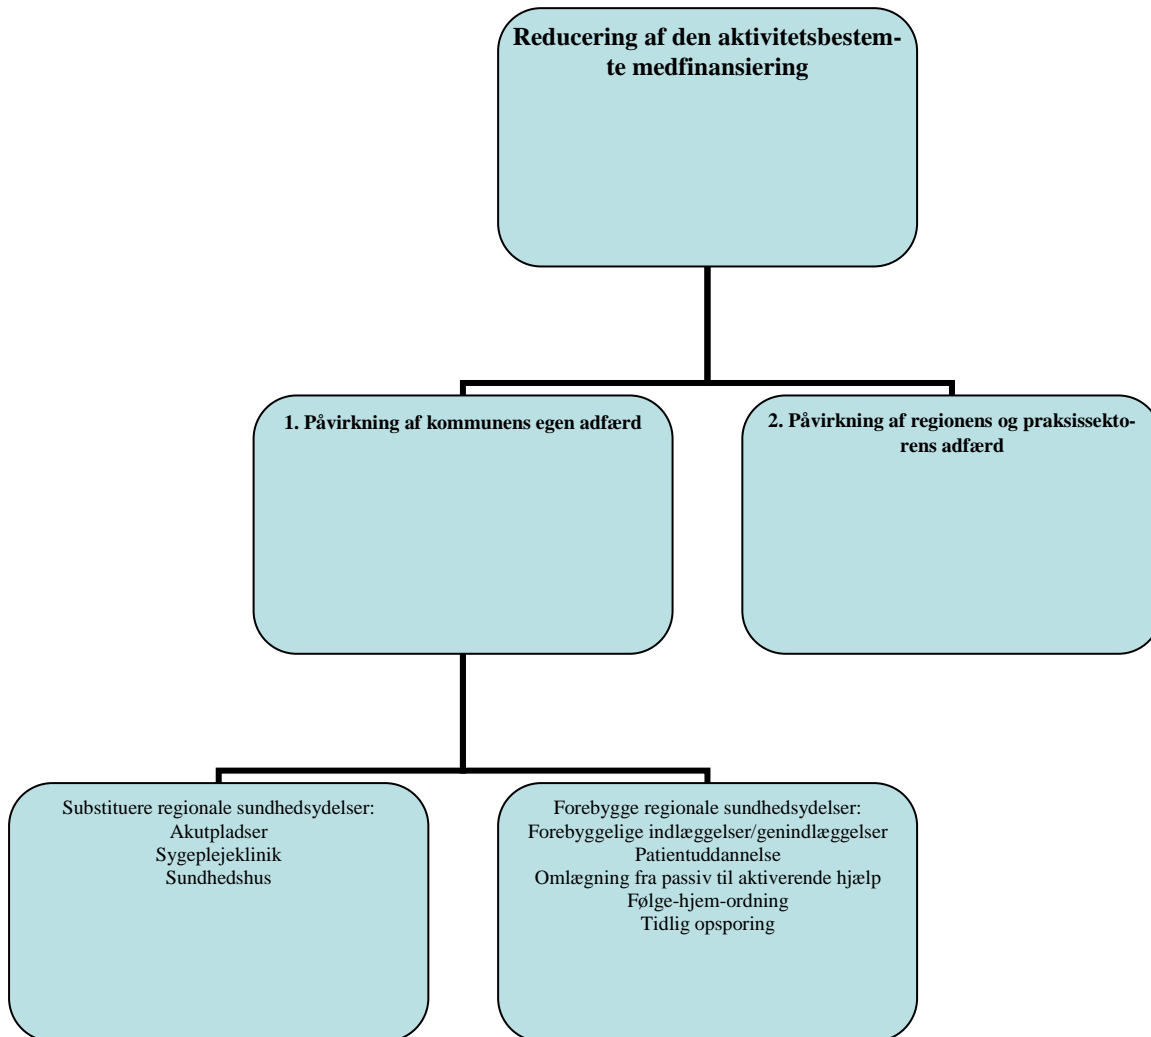 Reducering af den aktivitetsbestem-
te medfinansiering
1. Påvirkning af kommunens egen adfærd
2. Påvirkning af regionens og praksissekto-
rens adfærd
Substituere regionale sundhedsydelser:
Akutpladser
Sygeplejeklinik
Sundhedshus
Forebygge regionale sundhedsydelser:
Forebyggelige indlæggelser/genindlæggelser
Patientuddannelse
Omlægning fra passiv til aktiverende hjælp
Følge-hjem-ordning
Tidlig opsporing